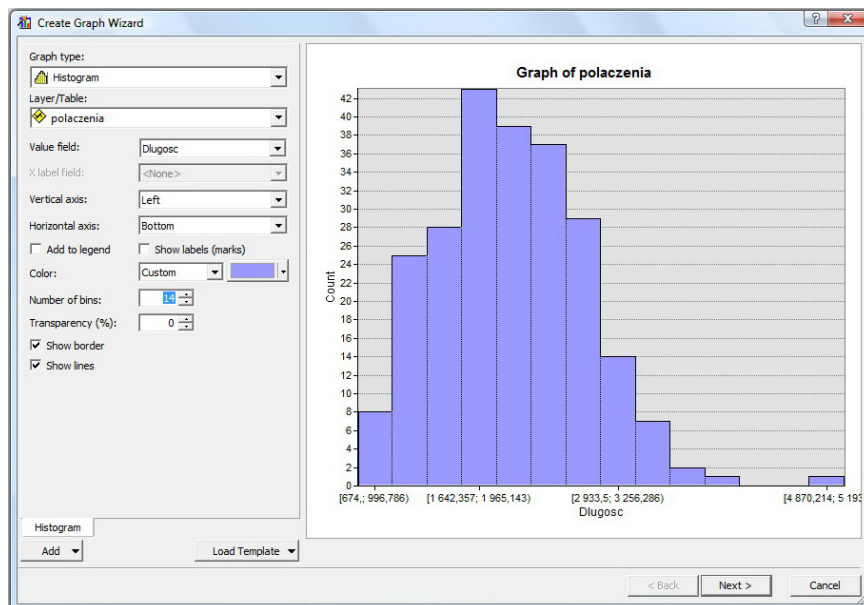 Create Graph Wizard
Graph type:
Histogram
Layer/Table:
polaczenia
Value field:
Dlugosc
X label field:
<None>
Vertical axis:
Left
Horizontal axis:
Bottom
Add to legend
Show labels (marks)
Color:
Custom
Number of bins:
14
Transparency (%):
0
Show border
Show lines
Histogram
Add
Load Template
Graph of polaczenia
42
40
38
36
34
32
30
28
26
24
22
20
18
16
14
12
10
8
6
4
2
0
Count
[674,; 996,786)
[1 642,357; 1 965,143)
[2 933,5; 3 256,286)
[4 870,214; 5 193
Dlugosc
< Back
Next >
Cancel